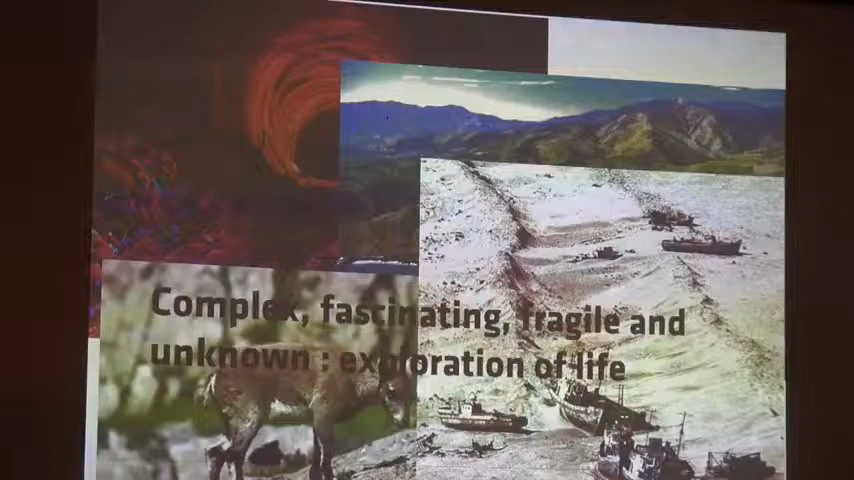 Complex, fascinating, fragile and
unknown : exploration of life